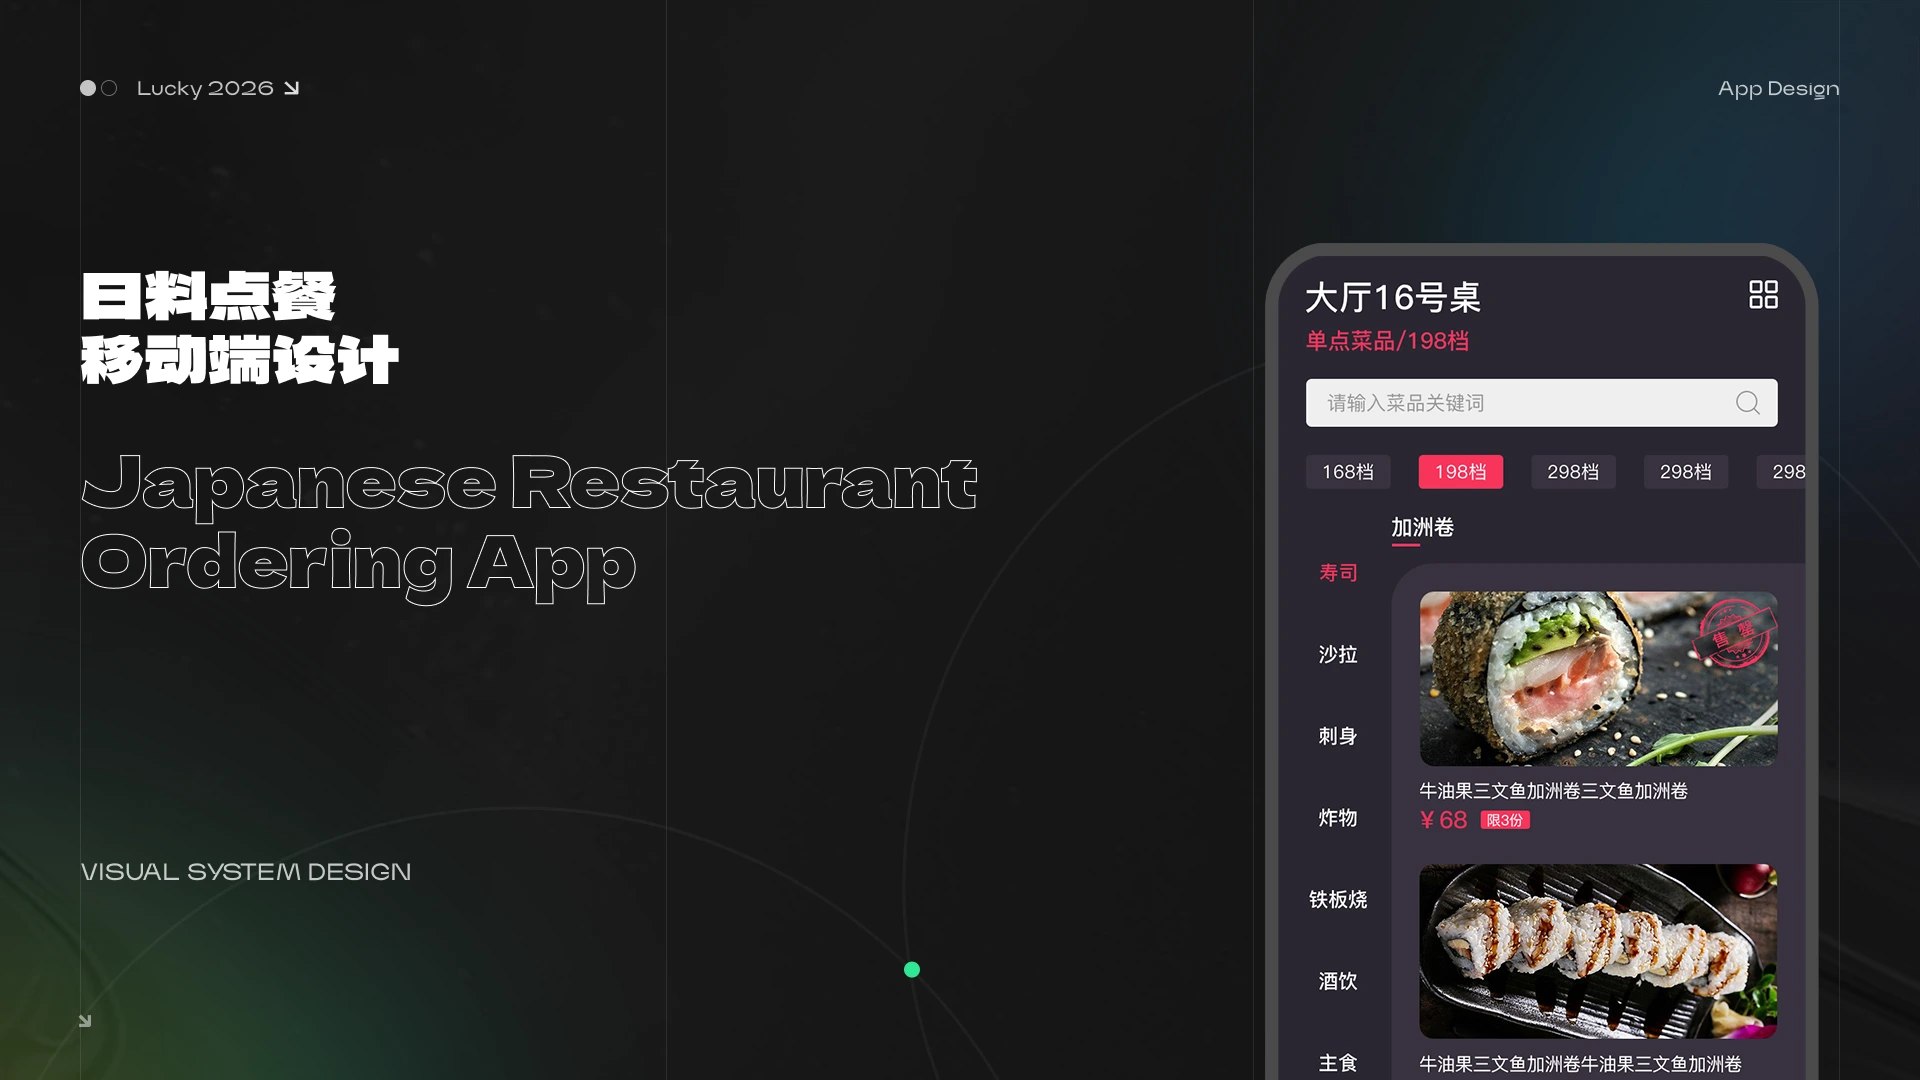 Lucky 2026
App Design
日料点餐
移动端设计
Japanese Restaurant
Ordering App
VISUAL SYSTEM DESIGN
大厅16号桌
单点菜品/198档
请输入菜品关键词
168档 198档 298档 298档 298
加洲卷
寿司
沙拉
刺身
炸物
铁板烧
酒饮
主食
售罄
牛油果三文鱼加洲卷三文鱼加洲卷
¥ 68 限3份
牛油果三文鱼加洲卷牛油果三文鱼加洲卷